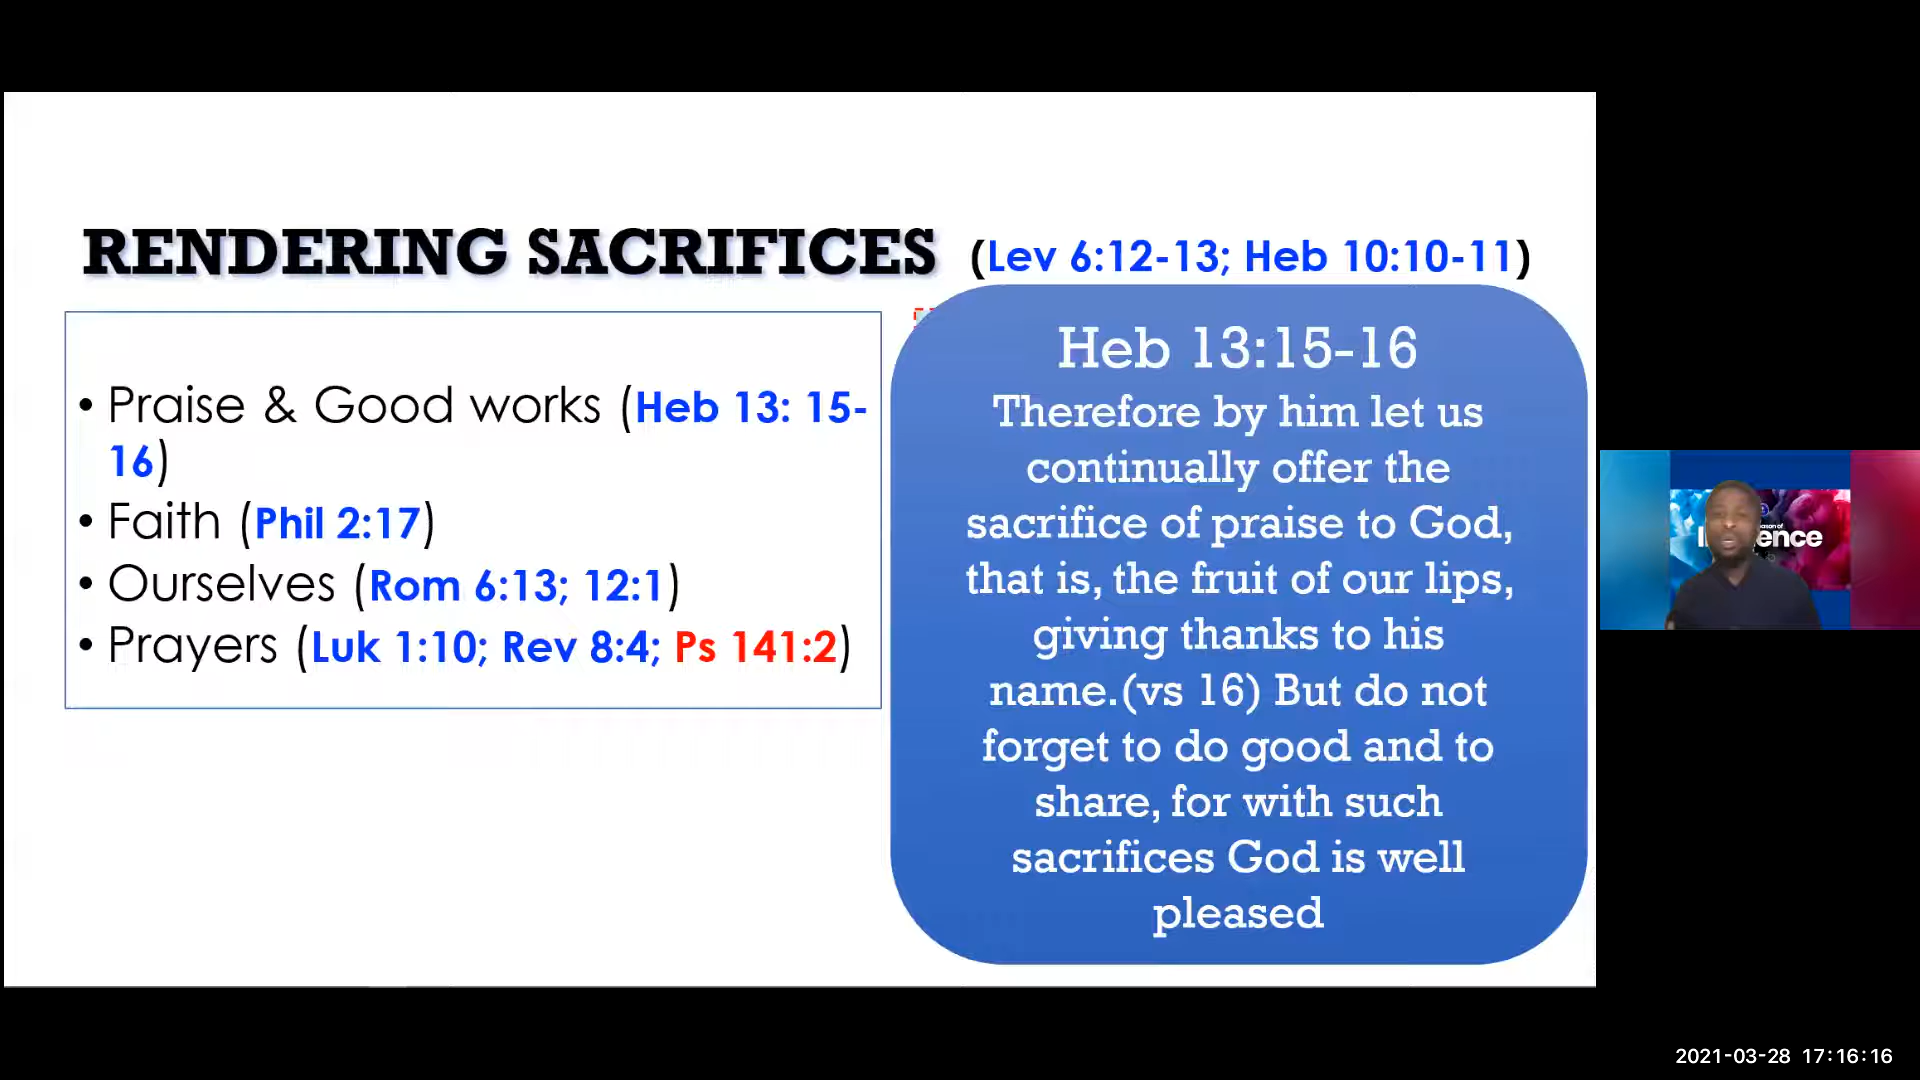 RENDERING SACRIFICES (Lev 6:12-13; Heb 10:10-11)
• Praise & Good works (Heb 13: 15-
16)
• Faith (Phil 2:17)
• Ourselves (Rom 6:13; 12:1)
• Prayers (Luk 1:10; Rev 8:4; Ps 141:2)
Heb 13:15-16
Therefore by him let us
continually offer the
sacrifice of praise to God,
that is, the fruit of our lips,
giving thanks to his
name.(vs 16) But do not
forget to do good and to
share, for with such
sacrifices God is well
pleased
2021-03-28 17:16:16